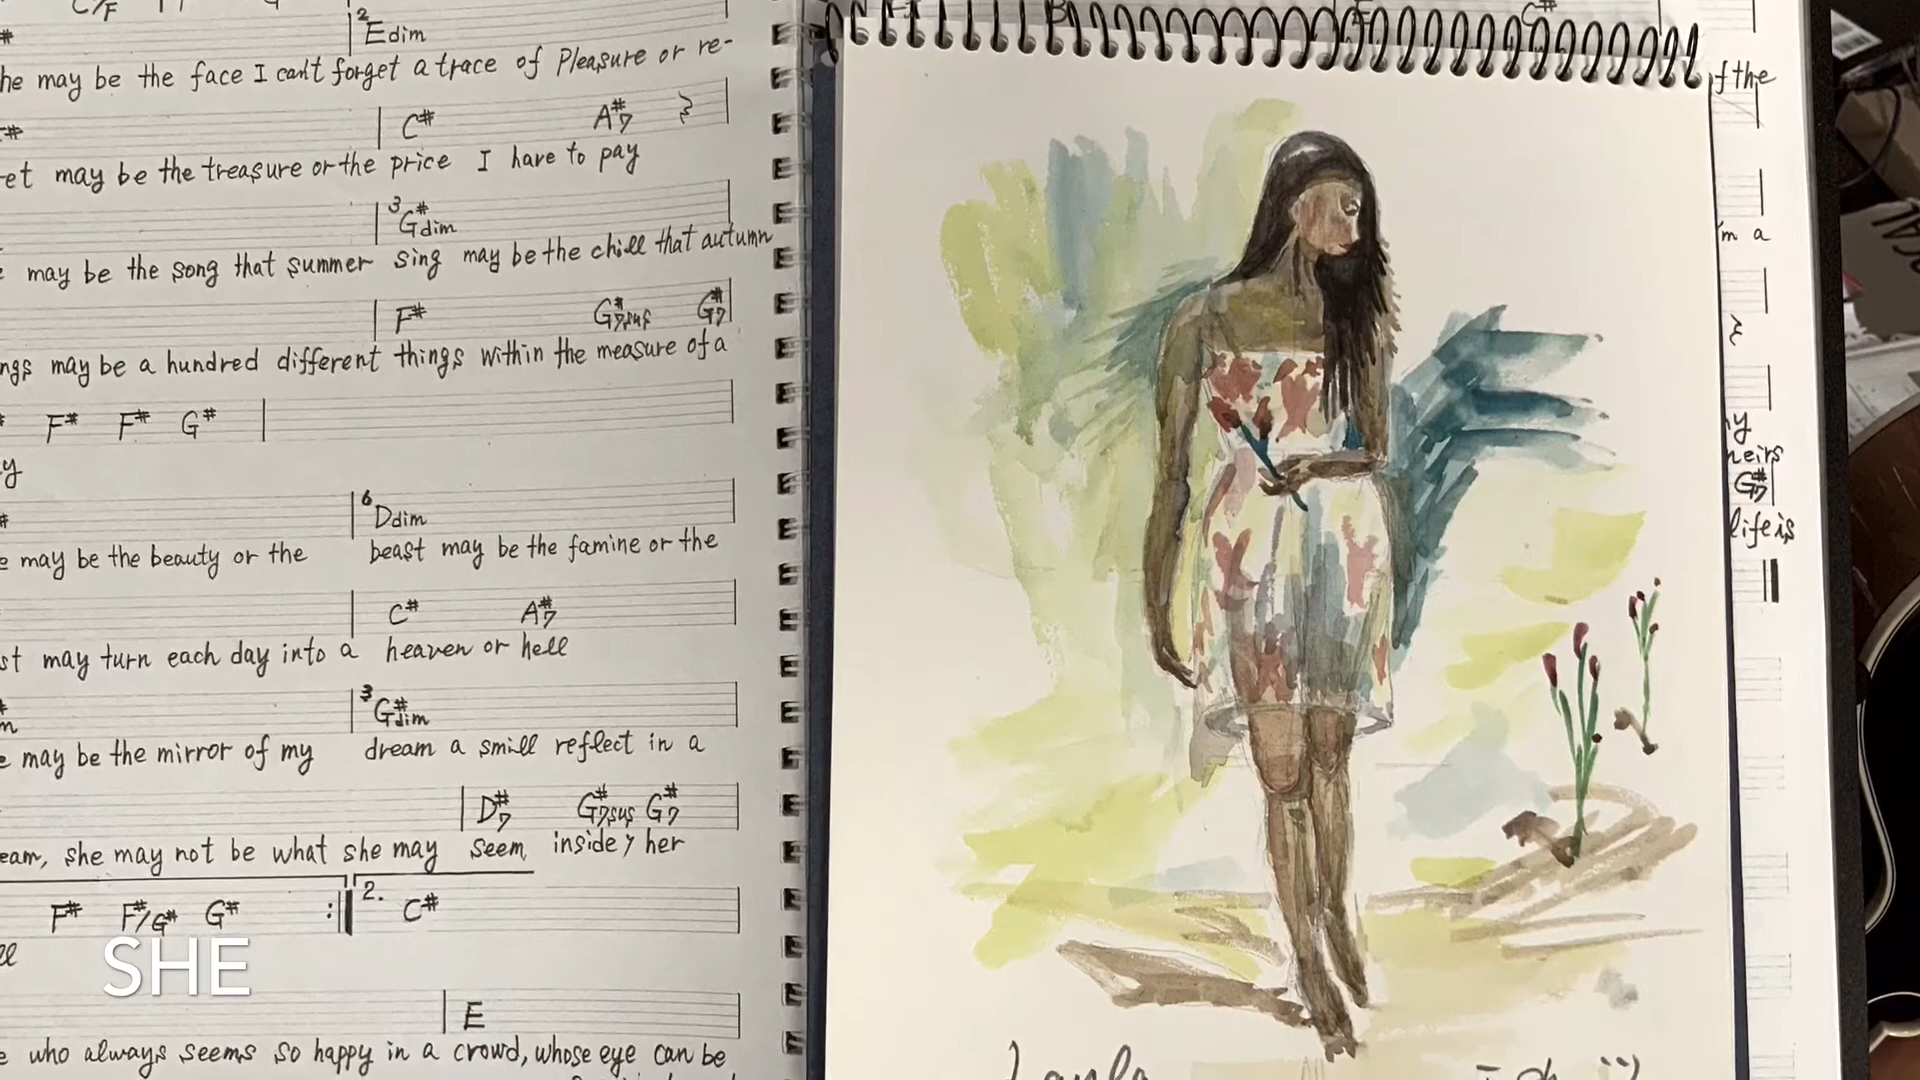 C/F
2 Edim
he may be the face I can't forget a trace of Pleasure or re-
C# A#7
et may be the treasure or the price I have to pay
3 G#dim
may be the song that summer sing may be the chill that autumn
F# G#7sus G#7
ngs may be a hundred different things within the measure of a
F# F# G#
y
6 Ddim
e may be the beauty or the beast may be the famine or the
C# A#7
st may turn each day into a heaven or hell
m 3 G#dim
e may be the mirror of my dream a smill reflect in a
D#7 G#7sus G#7
eam, she may not be what she may seem inside, her
F# F#/G# G# 2. C#
ll
SHE
E
e who always seems so happy in a crowd, whose eye can be
C#
f the
'm a
r
y
heirs
G#7
life is
Layla